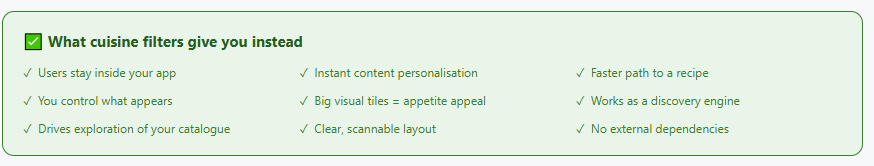 ✅ What cuisine filters give you instead
✓ Users stay inside your app
✓ Instant content personalisation
✓ Faster path to a recipe
✓ You control what appears
✓ Big visual tiles = appetite appeal
✓ Works as a discovery engine
✓ Drives exploration of your catalogue
✓ Clear, scannable layout
✓ No external dependencies